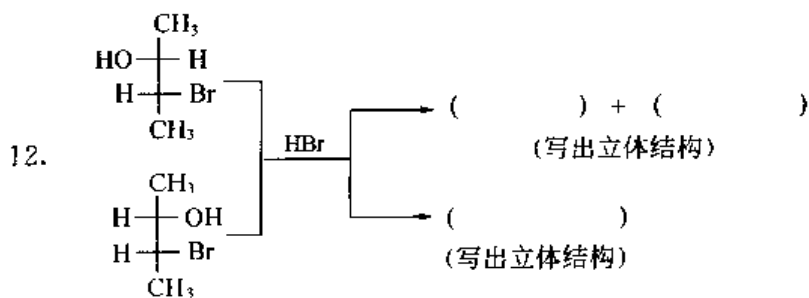 12.
CH₃
HO H
H Br
CH₃
CH₃
H OH
H Br
CH₃
HBr
( ) + ( )
(写出立体结构)
( )
(写出立体结构)